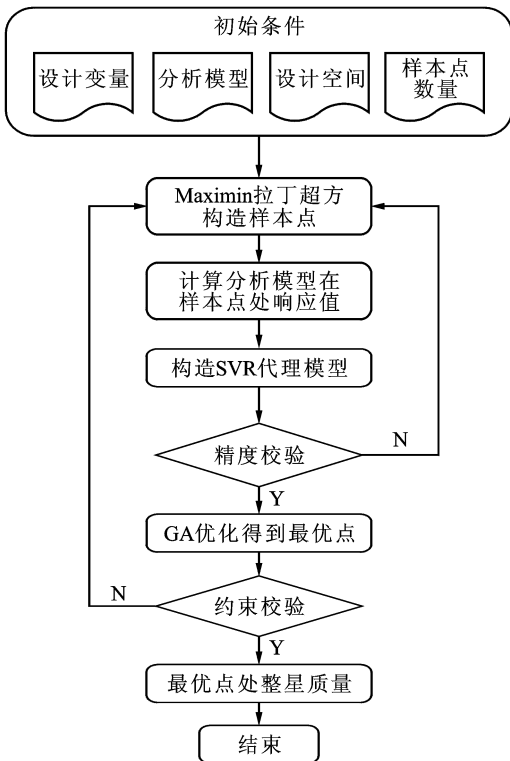 初始条件
设计变量
分析模型
设计空间
样本点
数量
Maximin拉丁超方
构造样本点
计算分析模型在
样本点处响应值
构造SVR代理模型
精度校验
N
Y
GA优化得到最优点
约束校验
N
Y
最优点处整星质量
结束